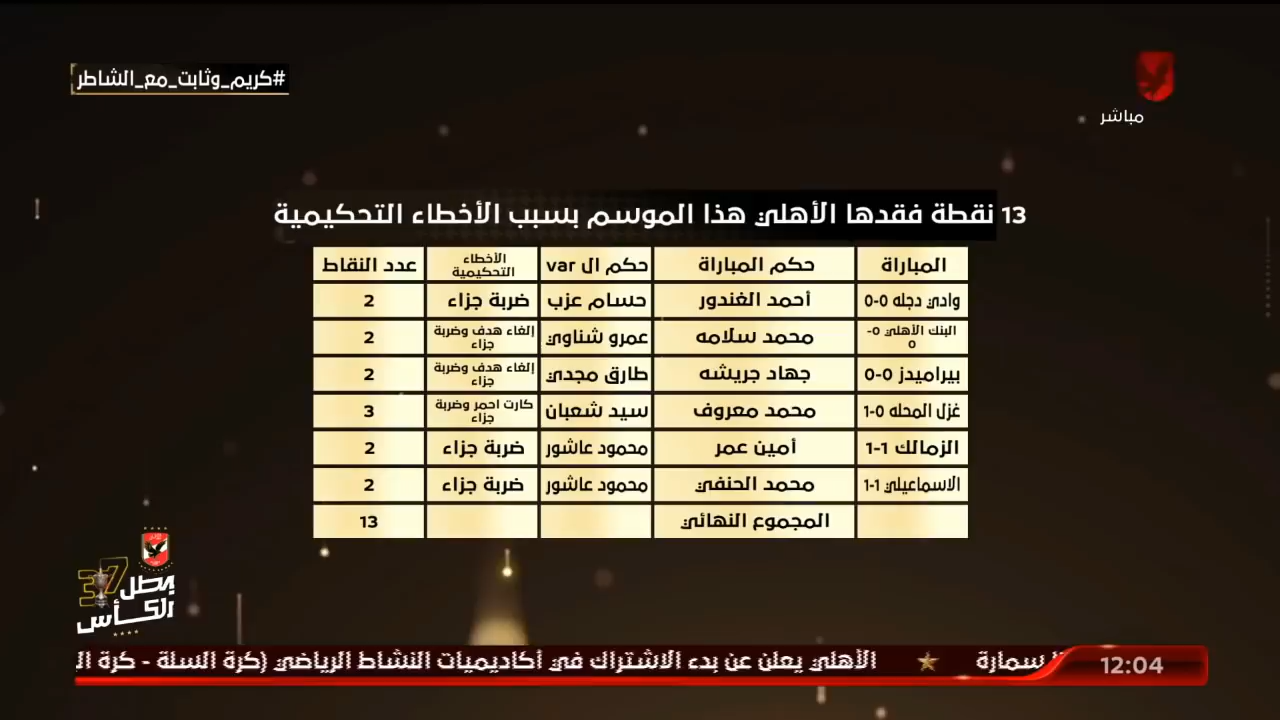 #كريم_وثابت_مع_الشاطر
مباشر
13 نقطة فقدها الأهلي هذا الموسم بسبب الأخطاء التحكيمية
المباراة حكم المباراة حكم ال var الأخطاء التحكيمية عدد النقاط
وادي دجله 0-0 أحمد الغندور حسام عزب ضربة جزاء 2
البنك الأهلي 0-0 محمد سلامه عمرو شناوي إلغاء هدف وضربة جزاء 2
بيراميدز 0-0 جهاد جريشه طارق مجدي إلغاء هدف وضربة جزاء 2
غزل المحله 0-1 محمد معروف سيد شعبان كارت احمر وضربة جزاء 3
الزمالك 1-1 أمين عمر محمود عاشور ضربة جزاء 2
الاسماعيلي 1-1 محمد الحنفي محمود عاشور ضربة جزاء 2
المجموع النهائي 13
بطل الكأس 37
12:04 سمارة ★ الأهلي يعلن عن بدء الاشتراك في أكاديميات النشاط الرياضي (كرة السلة - كرة ال